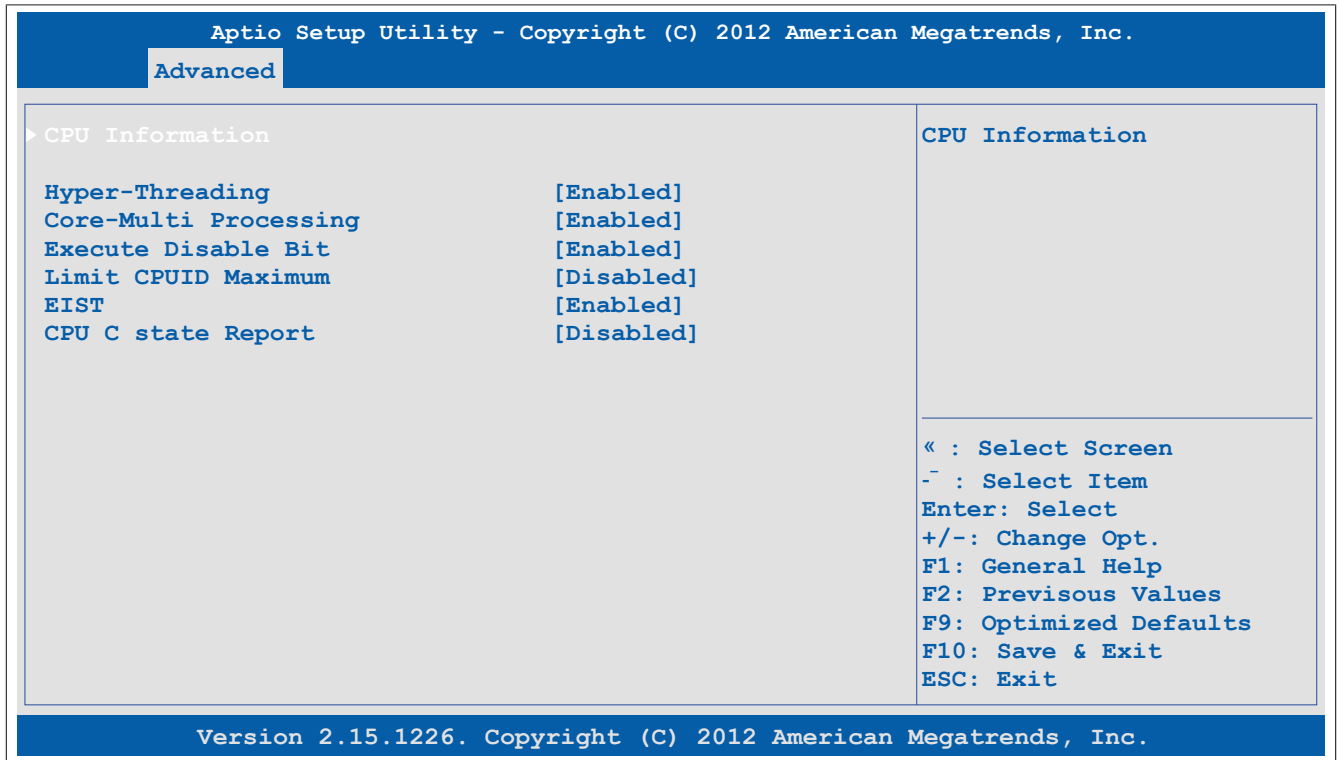 Aptio Setup Utility - Copyright (C) 2012 American Megatrends, Inc.
Advanced
CPU Information
Hyper-Threading [Enabled]
Core-Multi Processing [Enabled]
Execute Disable Bit [Enabled]
Limit CPUID Maximum [Disabled]
EIST [Enabled]
CPU C state Report [Disabled]
CPU Information
« : Select Screen
-¯ : Select Item
Enter: Select
+/-: Change Opt.
F1: General Help
F2: Previsous Values
F9: Optimized Defaults
F10: Save & Exit
ESC: Exit
Version 2.15.1226. Copyright (C) 2012 American Megatrends, Inc.